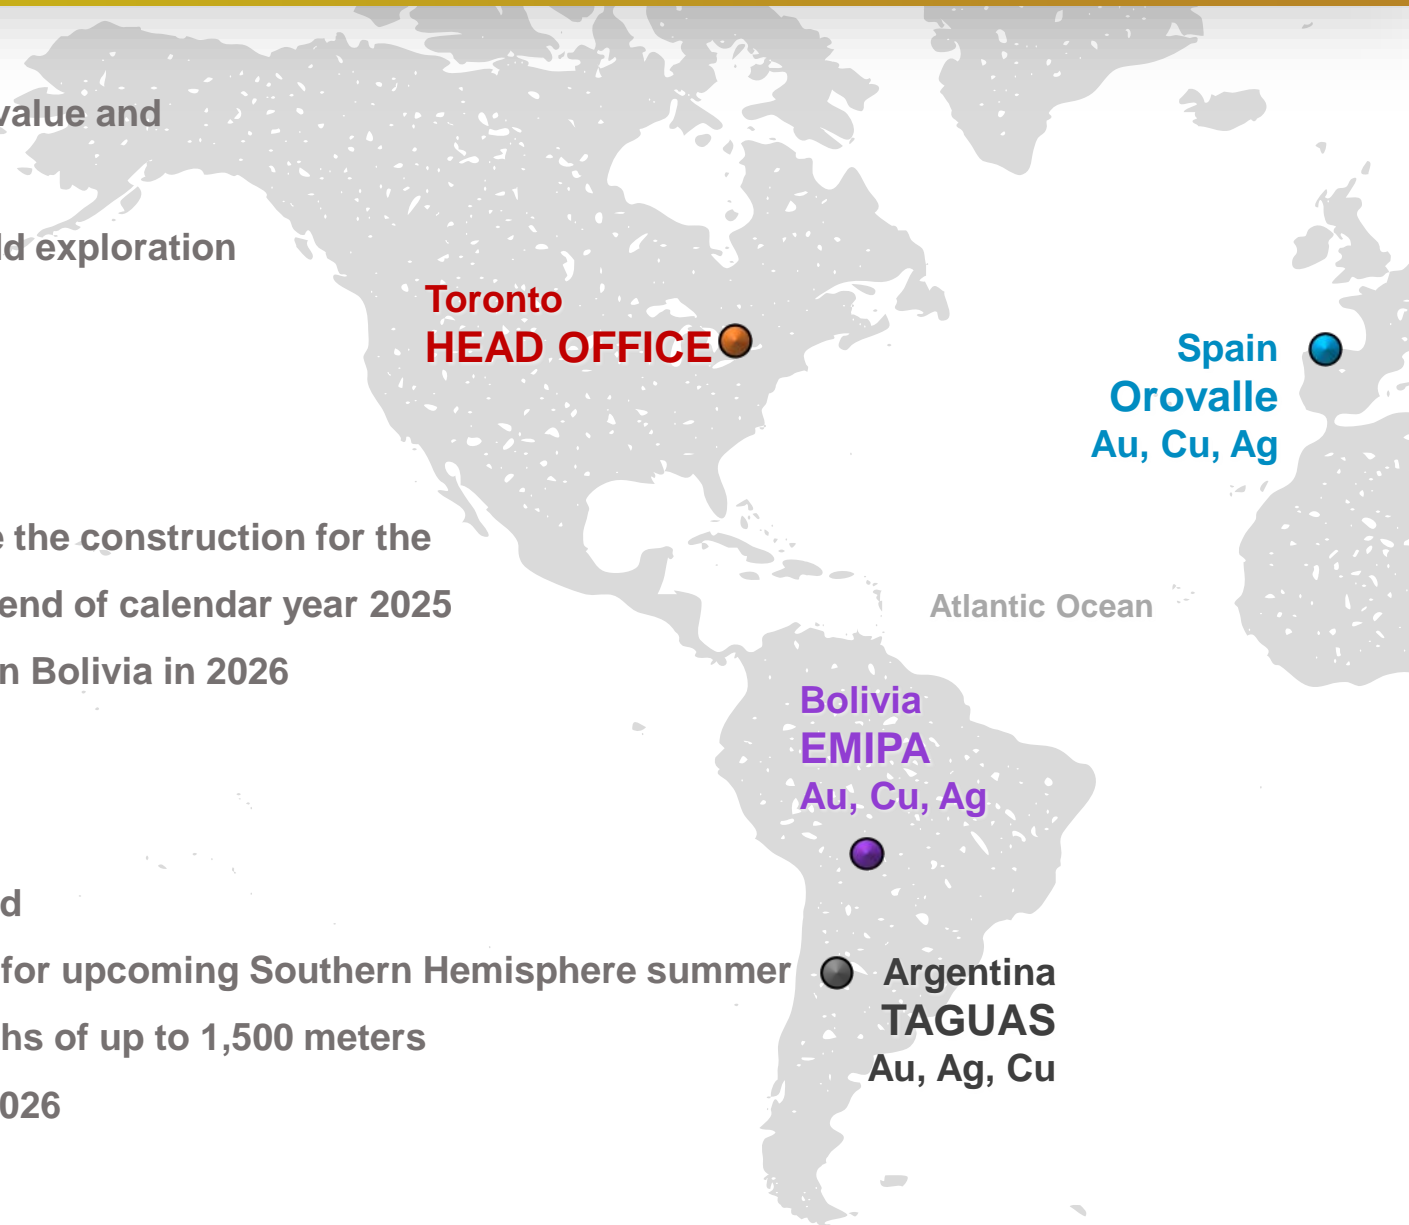 value and
exploration
Toronto
HEAD OFFICE
Spain
Orovalle
Au, Cu, Ag
the construction for the
end of calendar year 2025
Bolivia in 2026
Atlantic Ocean
Bolivia
EMIPA
Au, Cu, Ag
for upcoming Southern Hemisphere summer
of up to 1,500 meters
Argentina
TAGUAS
Au, Ag, Cu